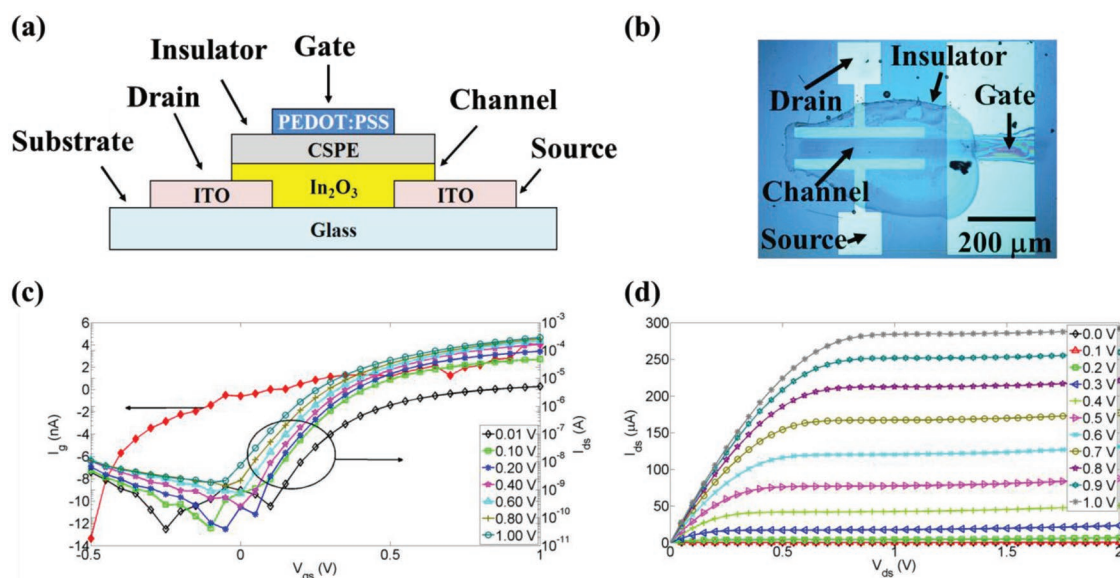 (a)
Insulator
Gate
Drain
Channel
Substrate
Source
PEDOT:PSS
CSPE
In₂O₃
ITO
ITO
Glass
(b)
Insulator
Drain
Gate
Channel
Source
200 μm
(c)
6
4
2
0
-2
-4
-6
-8
-10
-12
-14
I_g (nA)
-0.5
0
0.5
1
V_gs (V)
10⁻³
10⁻⁴
10⁻⁵
10⁻⁶
10⁻⁷
10⁻⁸
10⁻⁹
10⁻¹⁰
10⁻¹¹
I_ds (A)
0.01 V
0.10 V
0.20 V
0.40 V
0.60 V
0.80 V
1.00 V
(d)
300
250
200
150
100
50
0
I_ds (μA)
0
0.5
1
1.5
2
V_ds (V)
0.0 V
0.1 V
0.2 V
0.3 V
0.4 V
0.5 V
0.6 V
0.7 V
0.8 V
0.9 V
1.0 V